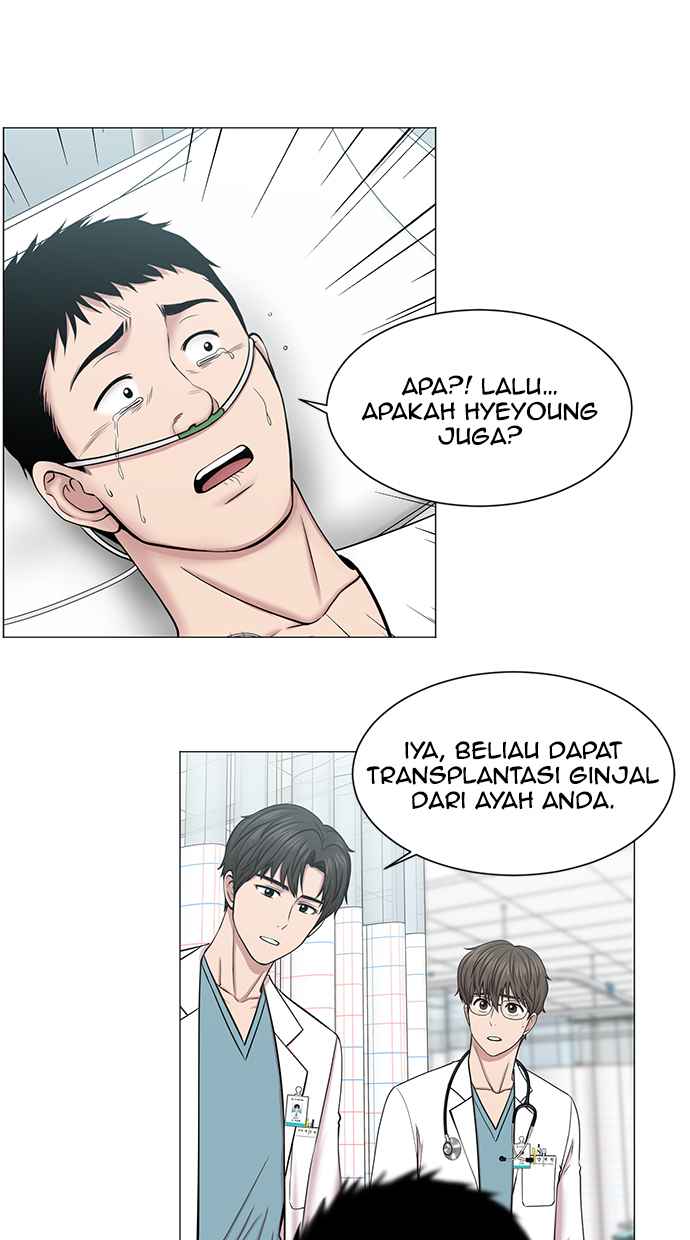 APA?! LALU...
APAKAH HYEYOUNG
JUGA?
IYA, BELIAU DAPAT
TRANSPLANTASI GINJAL
DARI AYAH ANDA.